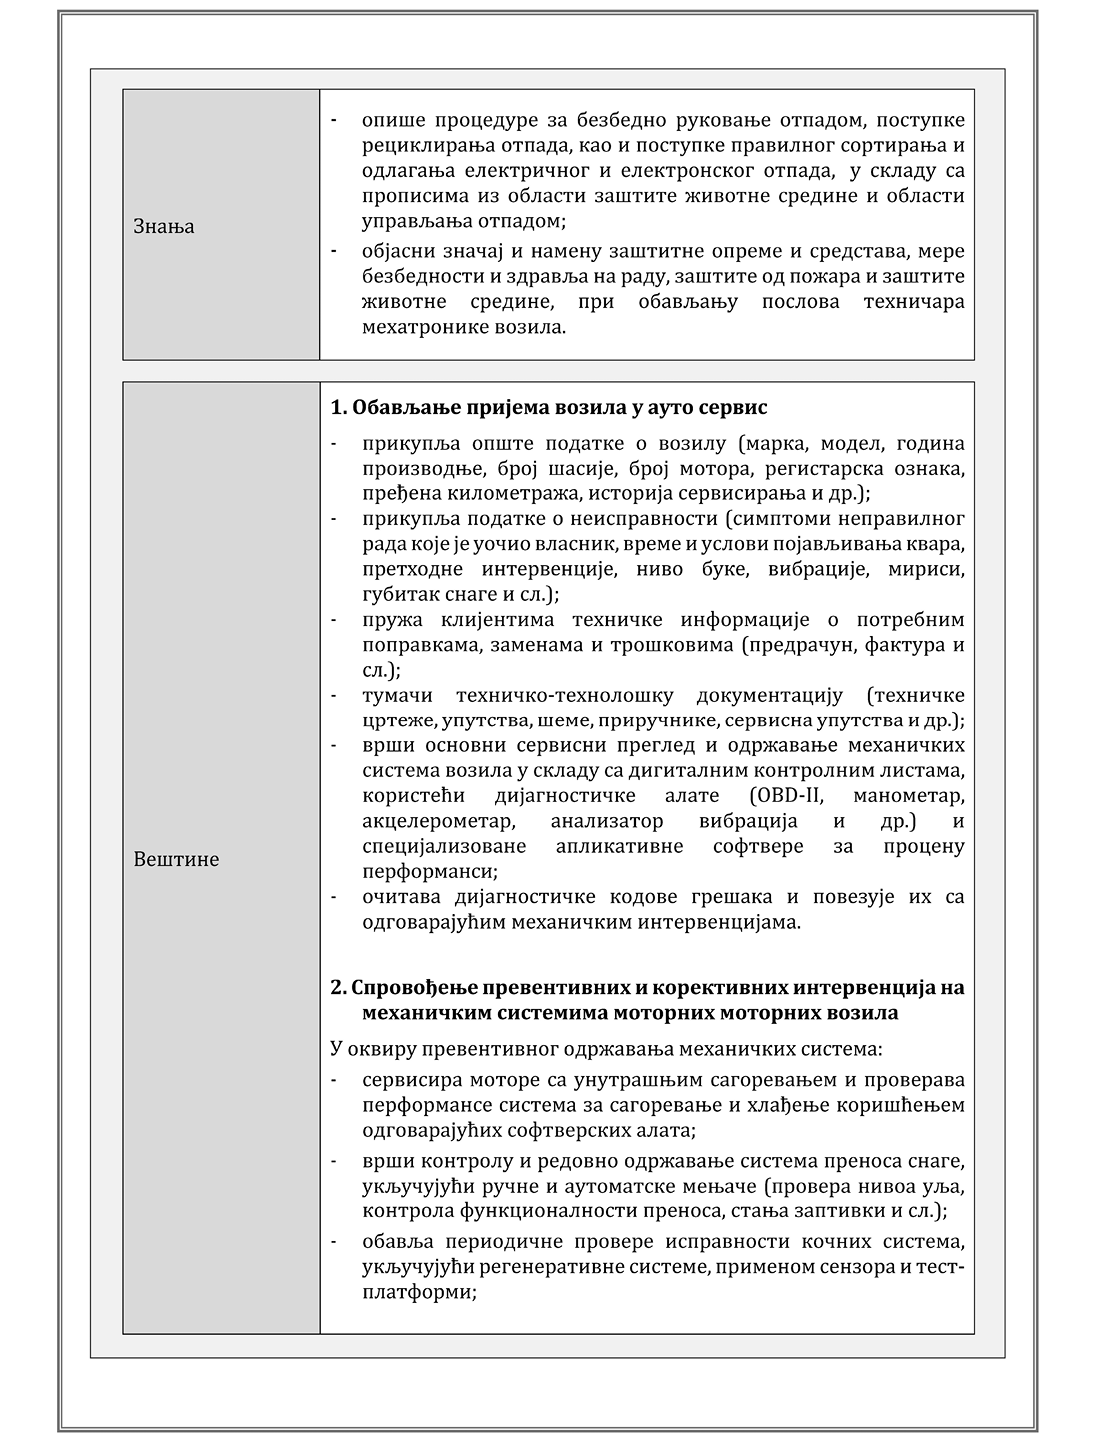 Знања
- опише процедуре за безбедно руковање отпадом, поступке
рециклирања отпада, као и поступке правилног сортирања и
одлагања електричног и електронског отпада, у складу са
прописима из области заштите животне средине и области
управљања отпадом;
- објасни значај и намену заштитне опреме и средстава, мере
безбедности и здравља на раду, заштите од пожара и заштите
животне средине, при обављању послова техничара
мехатронике возила.
Вештине
1. Обављање пријема возила у ауто сервис
- прикупља опште податке о возилу (марка, модел, година
производње, број шасије, број мотора, регистарска ознака,
пређена километража, историја сервисирања и др.);
- прикупља податке о неисправности (симптоми неправилног
рада које је уочио власник, време и услови појављивања квара,
претходне интервенције, ниво буке, вибрације, мириси,
губитак снаге и сл.);
- пружа клијентима техничке информације о потребним
поправкама, заменама и трошковима (предрачун, фактура и
сл.);
- тумачи техничко-технолошку документацију (техничке
цртеже, упутства, шеме, приручнике, сервисна упутства и др.);
- врши основни сервисни преглед и одржавање механичких
система возила у складу са дигиталним контролним листама,
користећи дијагностичке алате (OBD-II, манометар,
акцелерометар, анализатор вибрација и др.) и
специјализоване апликативне софтвере за процену
перформанси;
- очитава дијагностичке кодове грешака и повезује их са
одговарајућим механичким интервенцијама.
2. Спровођење превентивних и корективних интервенција на
механичким системима моторних моторних возила
У оквиру превентивног одржавања механичких система:
- сервисира моторе са унутрашњим сагоревањем и проверава
перформансе система за сагоревање и хлађење коришћењем
одговарајућих софтверских алата;
- врши контролу и редовно одржавање система преноса снаге,
укључујући ручне и аутоматске мењаче (провера нивоа уља,
контрола функционалности преноса, стања заптивки и сл.);
- обавља периодичне провере исправности кочних система,
укључујући регенеративне системе, применом сензора и тест-
платформи;